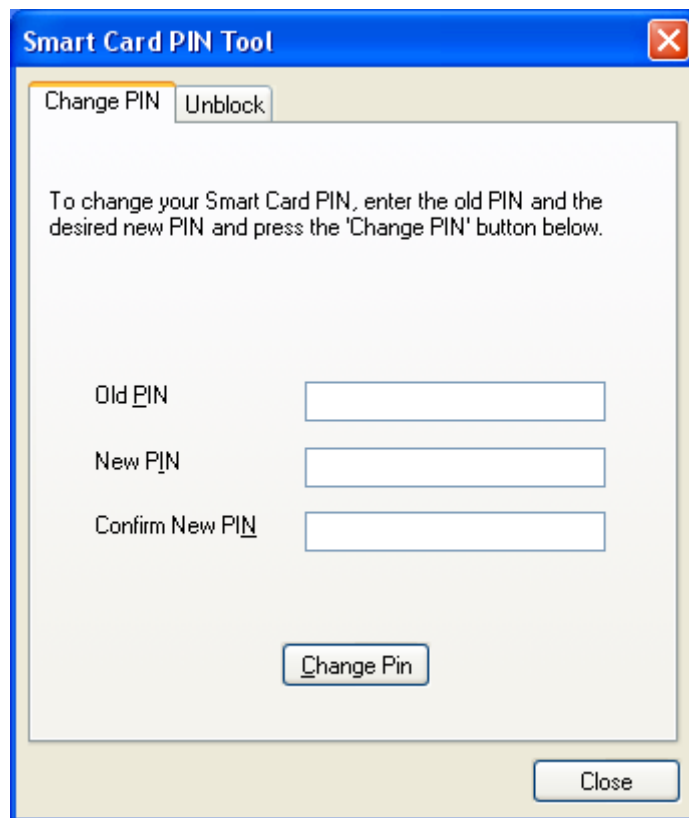 Smart Card PIN Tool
Change PIN
Unblock
To change your Smart Card PIN, enter the old PIN and the
desired new PIN and press the 'Change PIN' button below.
Old PIN
New PIN
Confirm New PIN
Change Pin
Close